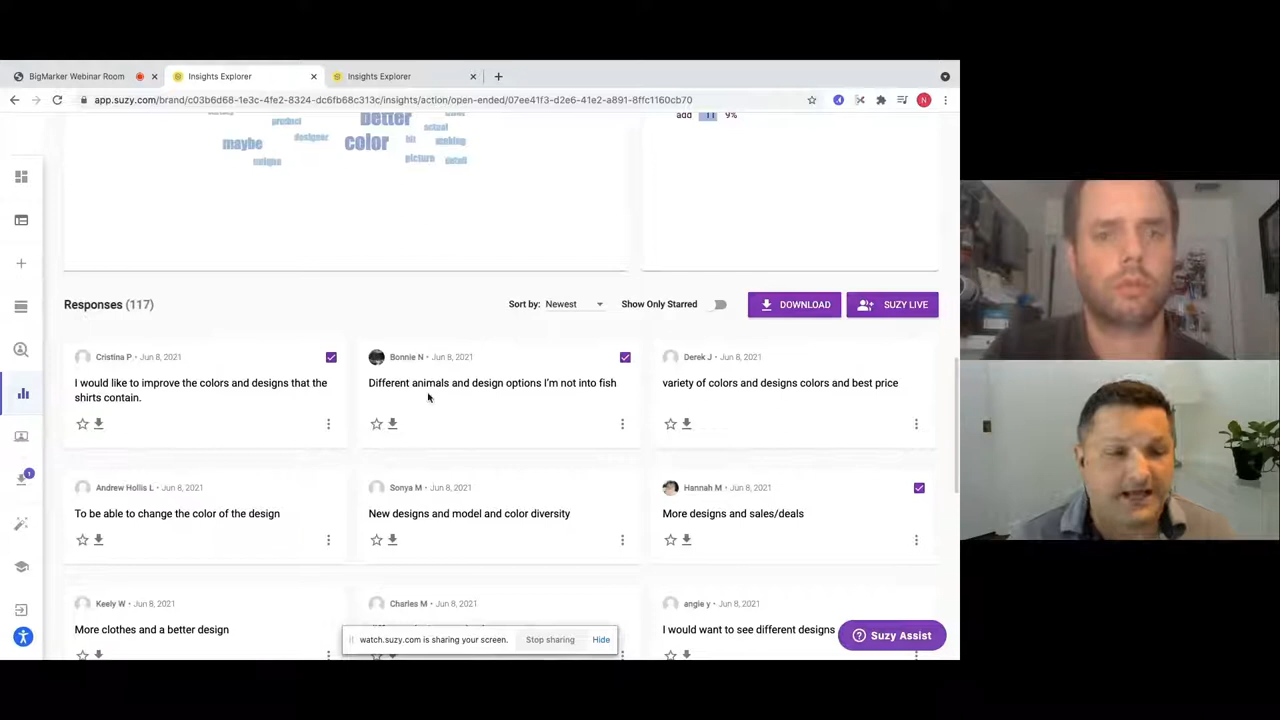 BigMarker Webinar Room
Insights Explorer
Insights Explorer
app.suzy.com/brand/c03b6d68-1e3c-4fe2-8324-dc6fb68c313c/insights/action/open-ended/07ee41f3-d2e6-41e2-a891-8ffc1160cb70
N
product
better
add 11 9%
actual
designer
maybe
color
hit
making
picture
detail
unique
Responses (117)
Sort by: Newest
Show Only Starred
DOWNLOAD
SUZY LIVE
Cristina P • Jun 8, 2021
I would like to improve the colors and designs that the
shirts contain.
Bonnie N • Jun 8, 2021
Different animals and design options I'm not into fish
Derek J • Jun 8, 2021
variety of colors and designs colors and best price
Andrew Hollis L • Jun 8, 2021
To be able to change the color of the design
Sonya M • Jun 8, 2021
New designs and model and color diversity
Hannah M • Jun 8, 2021
More designs and sales/deals
1
Keely W • Jun 8, 2021
More clothes and a better design
Charles M • Jun 8, 2021
angie y • Jun 8, 2021
I would want to see different designs
watch.suzy.com is sharing your screen.
Stop sharing
Hide
Suzy Assist